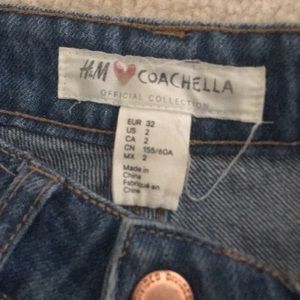 H&M COACHELLA
OFFICIAL COLLECTION
EUR 32
US 2
CA 2
CN 155/60A
MX 2
Made in
China
Fabriqué en
Chine